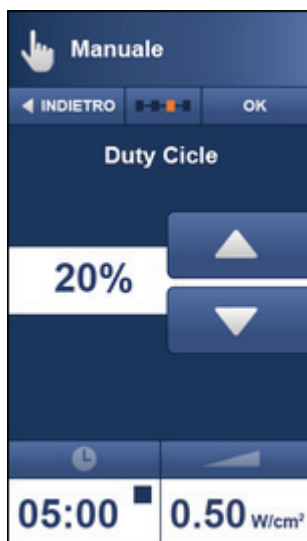 Manuale
INDIETRO OK
Duty Cicle
20%
05:00 0.50 W/cm²